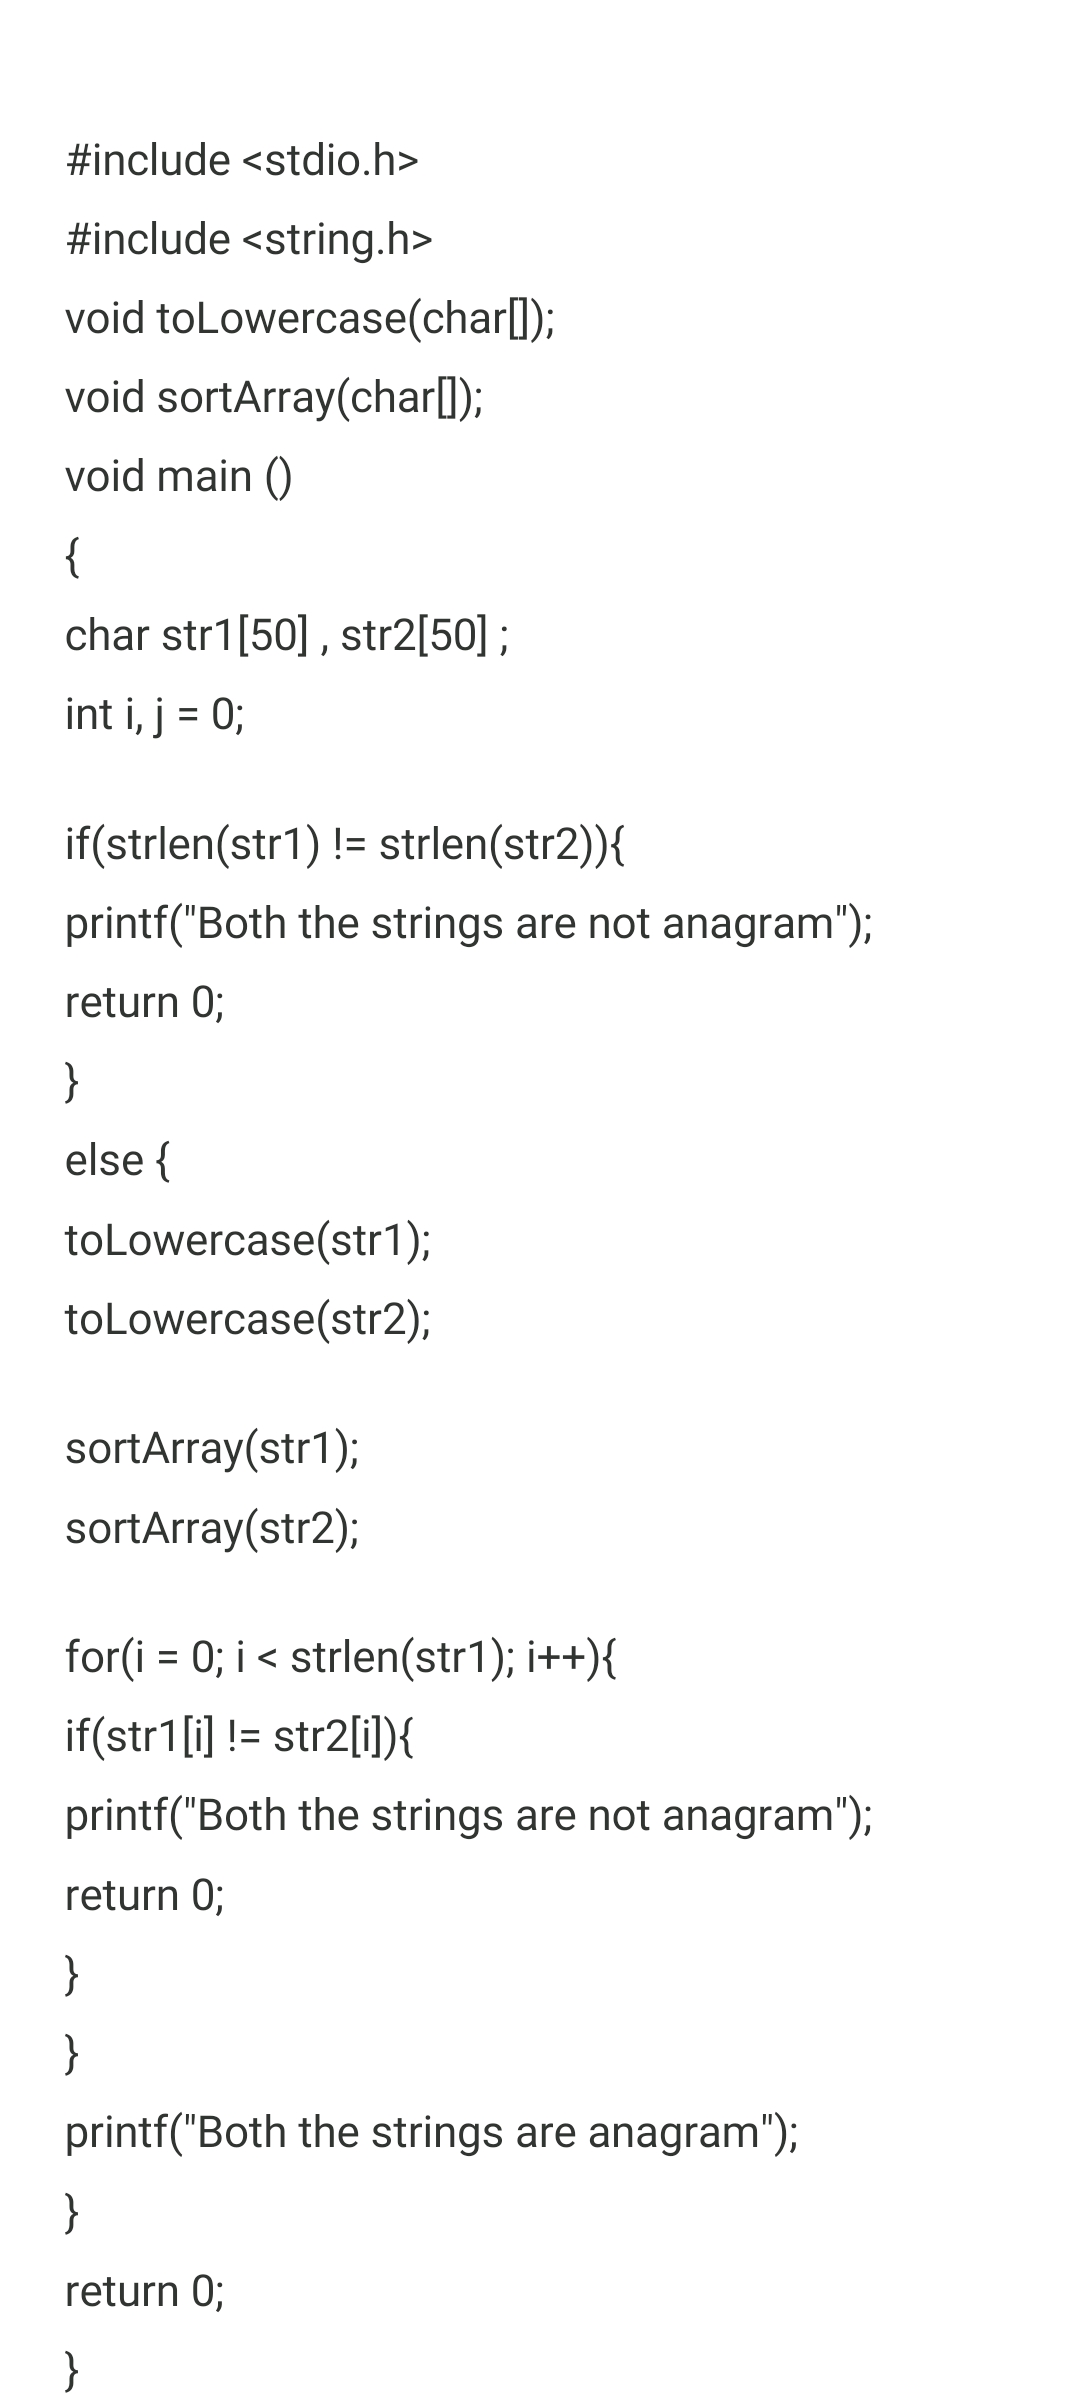 #include <stdio.h>
#include <string.h>
void toLowercase(char[]);
void sortArray(char[]);
void main ()
{
char str1[50] , str2[50] ;
int i, j = 0;
if(strlen(str1) != strlen(str2)){
printf("Both the strings are not anagram");
return 0;
}
else {
toLowercase(str1);
toLowercase(str2);
sortArray(str1);
sortArray(str2);
for(i = 0; i < strlen(str1); i++){
if(str1[i] != str2[i]){
printf("Both the strings are not anagram");
return 0;
}
}
printf("Both the strings are anagram");
}
return 0;
}